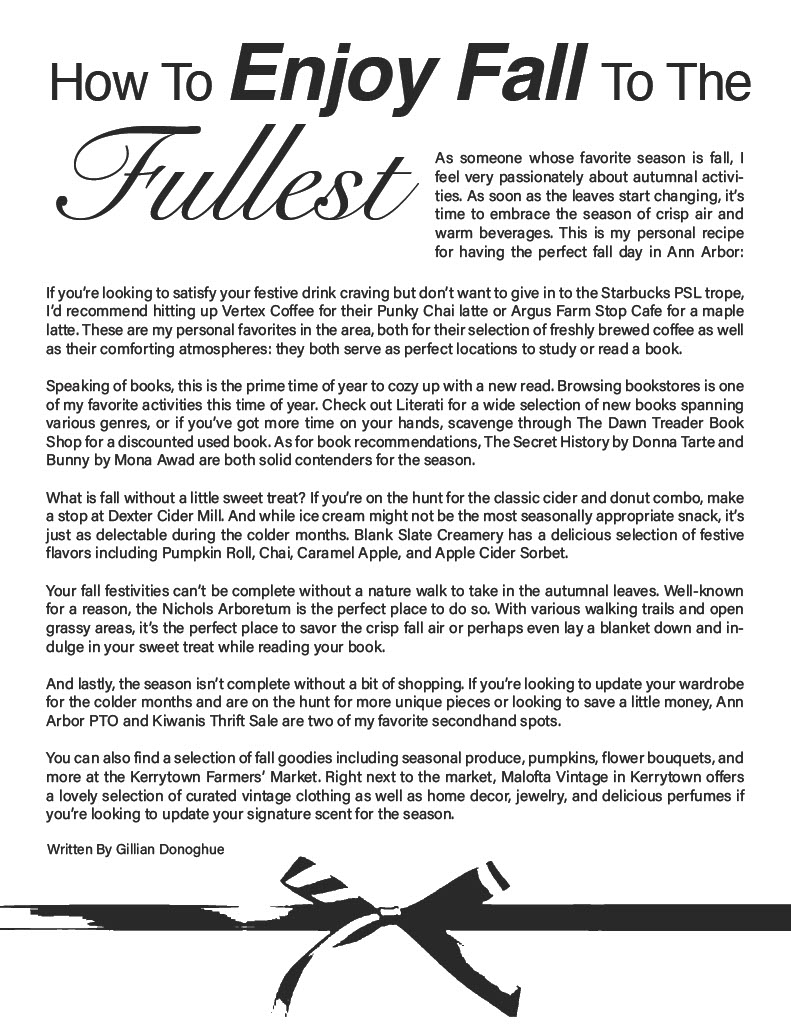 How To Enjoy Fall To The
Fullest
As someone whose favorite season is fall, I
feel very passionately about autumnal activi-
ties. As soon as the leaves start changing, it's
time to embrace the season of crisp air and
warm beverages. This is my personal recipe
for having the perfect fall day in Ann Arbor:
If you're looking to satisfy your festive drink craving but don't want to give in to the Starbucks PSL trope,
I'd recommend hitting up Vertex Coffee for their Punky Chai latte or Argus Farm Stop Cafe for a maple
latte. These are my personal favorites in the area, both for their selection of freshly brewed coffee as well
as their comforting atmospheres: they both serve as perfect locations to study or read a book.
Speaking of books, this is the prime time of year to cozy up with a new read. Browsing bookstores is one
of my favorite activities this time of year. Check out Literati for a wide selection of new books spanning
various genres, or if you've got more time on your hands, scavenge through The Dawn Treader Book
Shop for a discounted used book. As for book recommendations, The Secret History by Donna Tarte and
Bunny by Mona Awad are both solid contenders for the season.
What is fall without a little sweet treat? If you're on the hunt for the classic cider and donut combo, make
a stop at Dexter Cider Mill. And while ice cream might not be the most seasonally appropriate snack, it's
just as delectable during the colder months. Blank Slate Creamery has a delicious selection of festive
flavors including Pumpkin Roll, Chai, Caramel Apple, and Apple Cider Sorbet.
Your fall festivities can't be complete without a nature walk to take in the autumnal leaves. Well-known
for a reason, the Nichols Arboretum is the perfect place to do so. With various walking trails and open
grassy areas, it's the perfect place to savor the crisp fall air or perhaps even lay a blanket down and in-
dulge in your sweet treat while reading your book.
And lastly, the season isn't complete without a bit of shopping. If you're looking to update your wardrobe
for the colder months and are on the hunt for more unique pieces or looking to save a little money, Ann
Arbor PTO and Kiwanis Thrift Sale are two of my favorite secondhand spots.
You can also find a selection of fall goodies including seasonal produce, pumpkins, flower bouquets, and
more at the Kerrytown Farmers' Market. Right next to the market, Malofta Vintage in Kerrytown offers
a lovely selection of curated vintage clothing as well as home decor, jewelry, and delicious perfumes if
you're looking to update your signature scent for the season.
Written By Gillian Donoghue